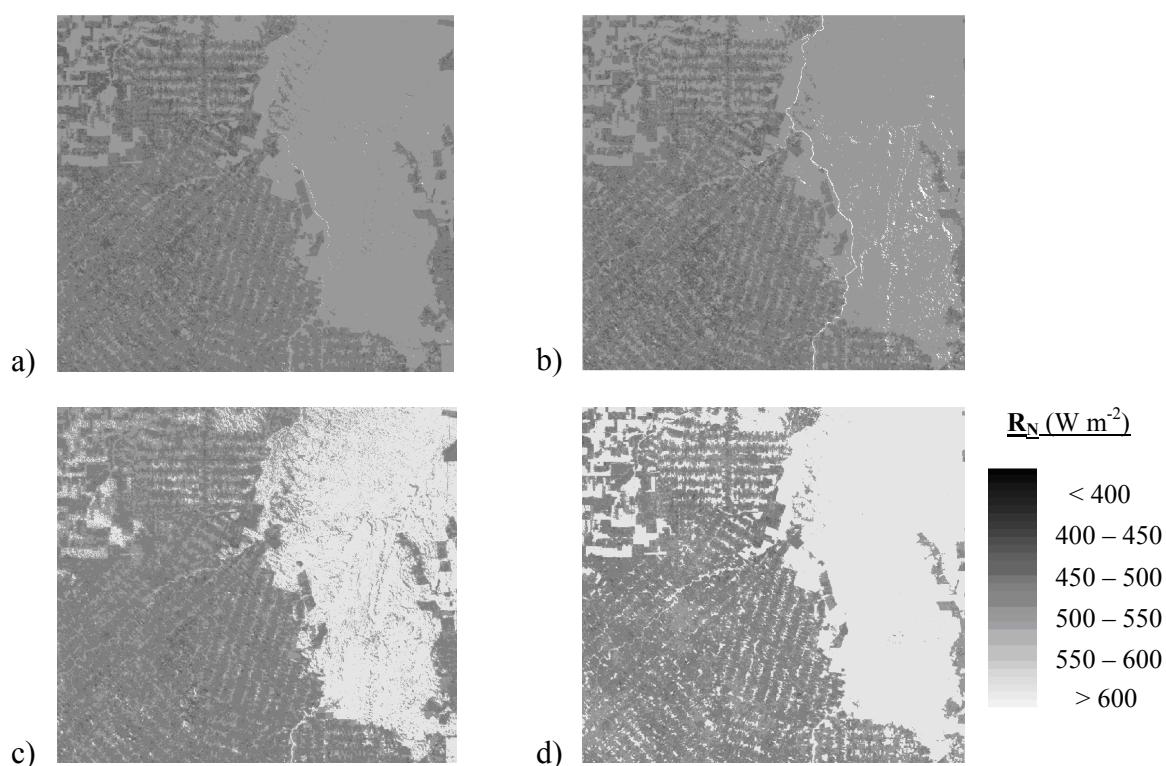 a)
b)
c)
d)
R_N (W m⁻²)
< 400
400 – 450
450 – 500
500 – 550
550 – 600
> 600